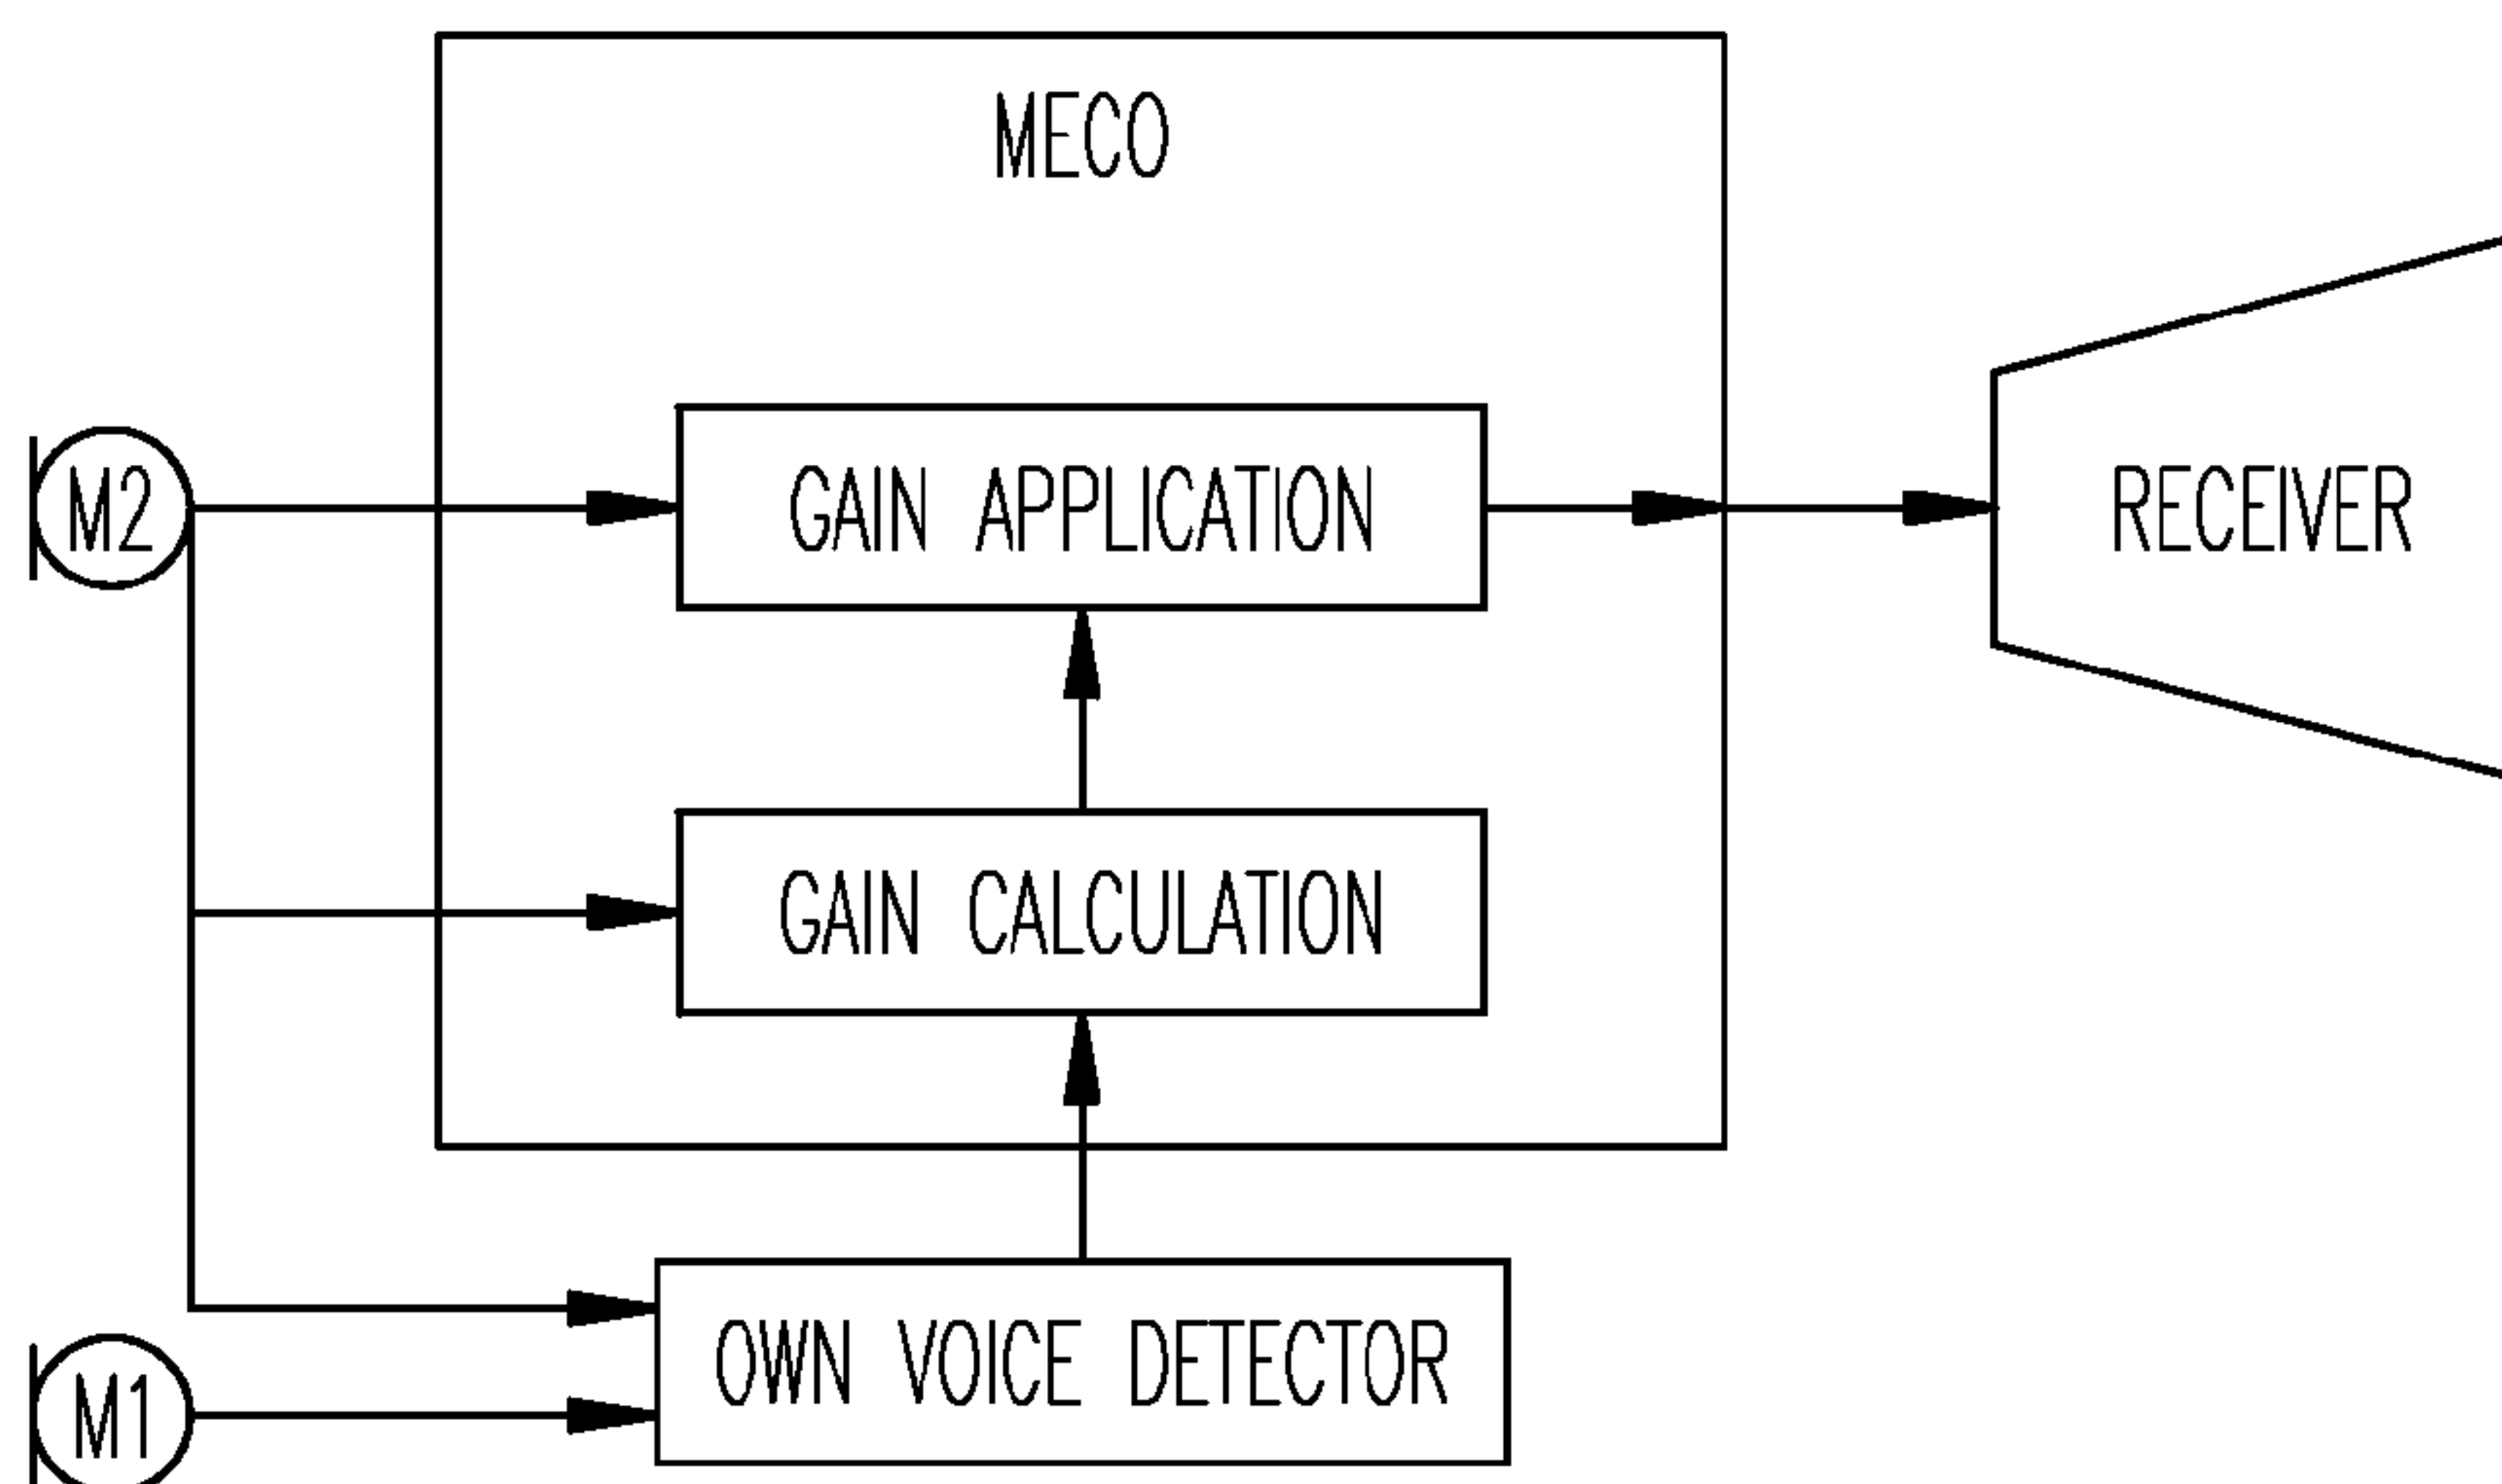 MECO
M2
GAIN APPLICATION
RECEIVER
GAIN CALCULATION
OWN VOICE DETECTOR
M1